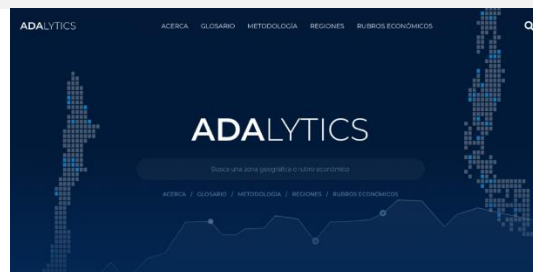 ADALYTICS
ACERCA GLOSARIO METODOLOGÍA REGIONES RUBROS ECONÓMICOS
ADALYTICS
Busca una zona geográfica o rubro económico
ACERCA / GLOSARIO / METODOLOGÍA / REGIONES / RUBROS ECONÓMICOS